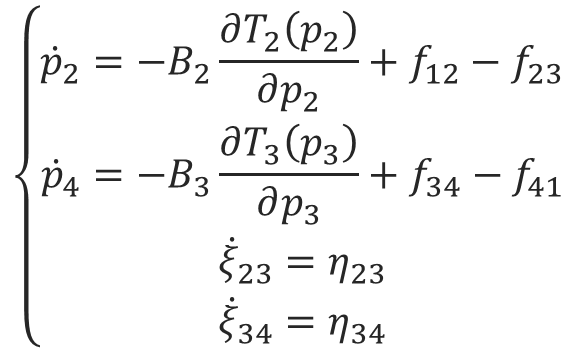 ṗ₂ = −B₂ ∂T₂(p₂)/∂p₂ + f₁₂ − f₂₃
ṗ₄ = −B₃ ∂T₃(p₃)/∂p₃ + f₃₄ − f₄₁
ξ̇₂₃ = η₂₃
ξ̇₃₄ = η₃₄